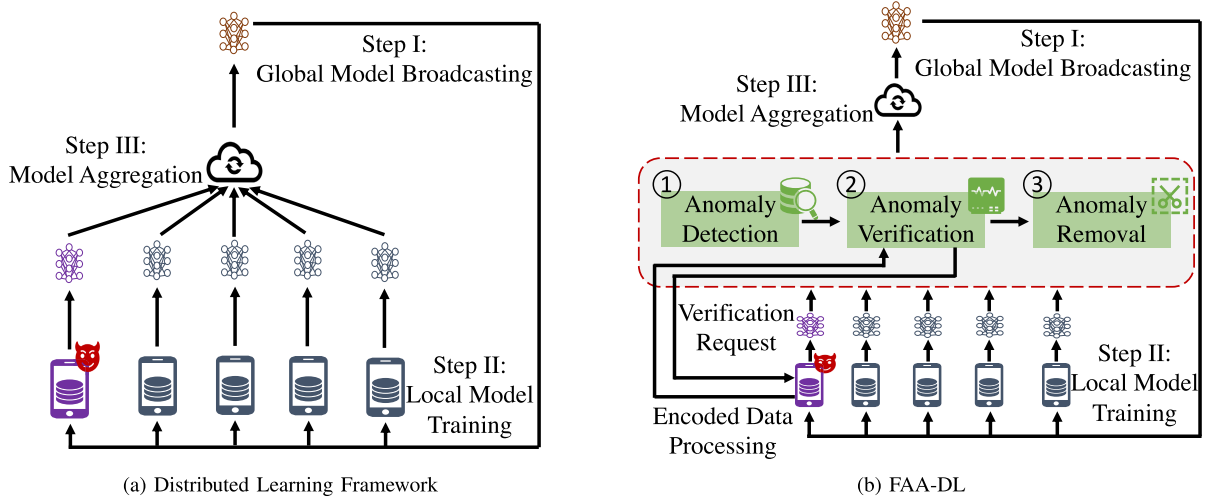 Step I:
Global Model Broadcasting
Step III:
Model Aggregation
Step II:
Local Model
Training
(a) Distributed Learning Framework
Step I:
Global Model Broadcasting
Step III:
Model Aggregation
1
Anomaly
Detection
2
Anomaly
Verification
3
Anomaly
Removal
Verification
Request
Step II:
Local Model
Training
Encoded Data
Processing
(b) FAA-DL